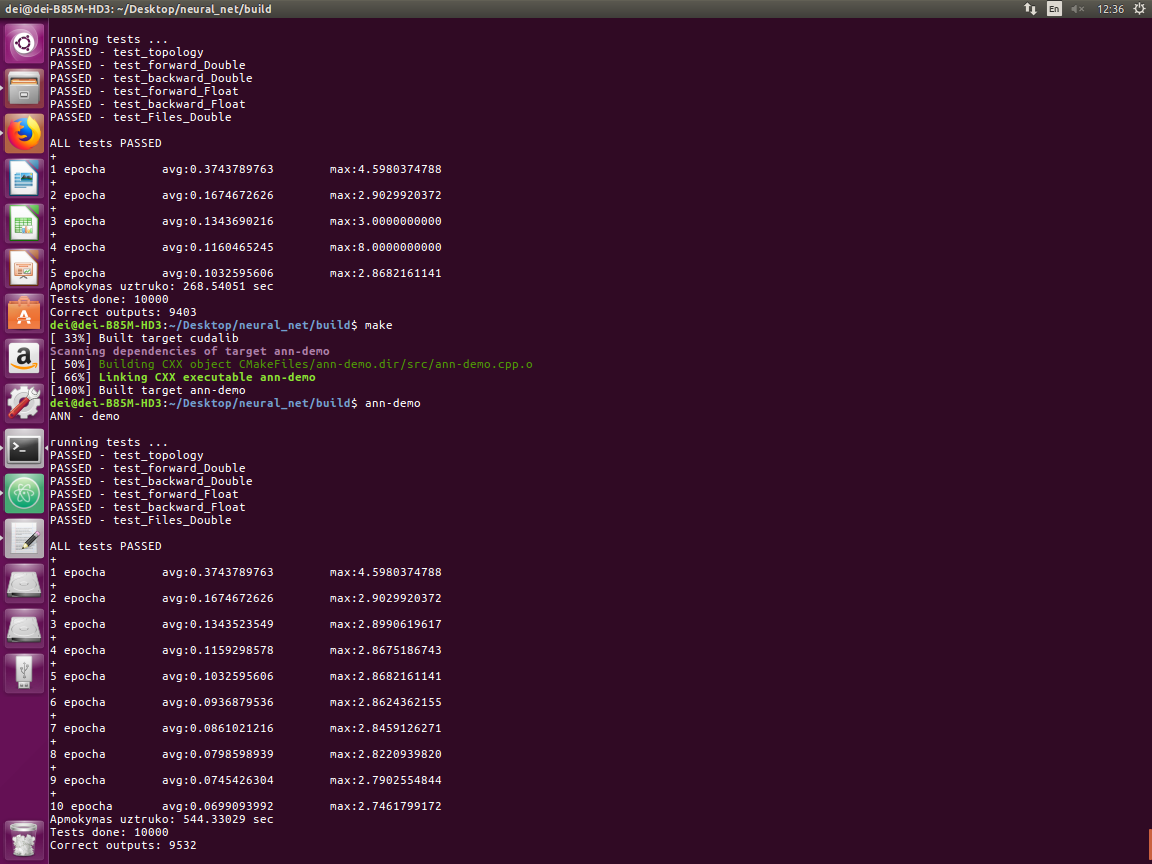 dei@dei-B85M-HD3: ~/Desktop/neural_net/build
En
12:36
running tests ...
PASSED - test_topology
PASSED - test_forward_Double
PASSED - test_backward_Double
PASSED - test_forward_Float
PASSED - test_backward_Float
PASSED - test_Files_Double
ALL tests PASSED
+
1 epocha avg:0.3743789763 max:4.5980374788
+
2 epocha avg:0.1674672626 max:2.9029920372
+
3 epocha avg:0.1343690216 max:3.0000000000
+
4 epocha avg:0.1160465245 max:8.0000000000
+
5 epocha avg:0.1032595606 max:2.8682161141
Apmokymas uztruko: 268.54051 sec
Tests done: 10000
Correct outputs: 9403
dei@dei-B85M-HD3:~/Desktop/neural_net/build$ make
[ 33%] Built target cudalib
Scanning dependencies of target ann-demo
[ 50%] Building CXX object CMakeFiles/ann-demo.dir/src/ann-demo.cpp.o
[ 66%] Linking CXX executable ann-demo
[100%] Built target ann-demo
dei@dei-B85M-HD3:~/Desktop/neural_net/build$ ann-demo
ANN - demo
running tests ...
PASSED - test_topology
PASSED - test_forward_Double
PASSED - test_backward_Double
PASSED - test_forward_Float
PASSED - test_backward_Float
PASSED - test_Files_Double
ALL tests PASSED
+
1 epocha avg:0.3743789763 max:4.5980374788
+
2 epocha avg:0.1674672626 max:2.9029920372
+
3 epocha avg:0.1343523549 max:2.8990619617
+
4 epocha avg:0.1159298578 max:2.8675186743
+
5 epocha avg:0.1032595606 max:2.8682161141
+
6 epocha avg:0.0936879536 max:2.8624362155
+
7 epocha avg:0.0861021216 max:2.8459126271
+
8 epocha avg:0.0798598939 max:2.8220939820
+
9 epocha avg:0.0745426304 max:2.7902554844
+
10 epocha avg:0.0699093992 max:2.7461799172
Apmokymas uztruko: 544.33029 sec
Tests done: 10000
Correct outputs: 9532